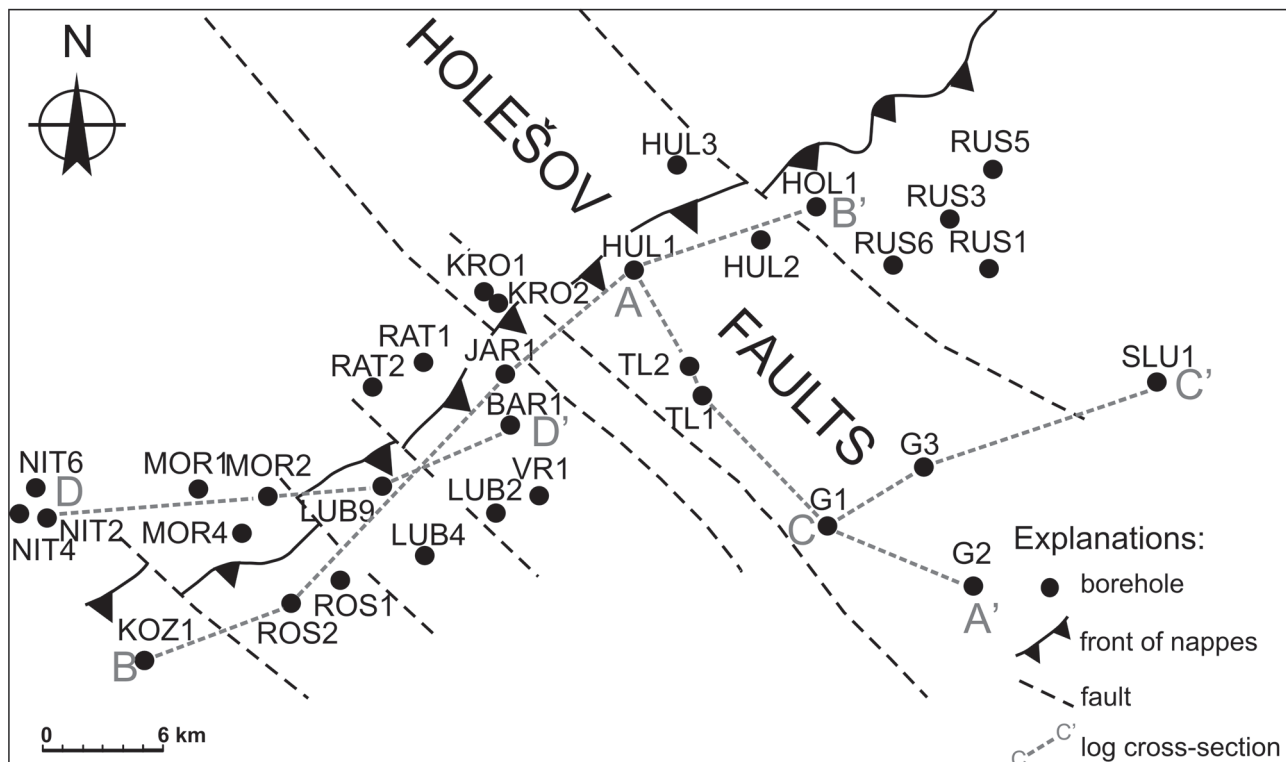 N
HOLEŠOV
HUL3
RUS5
HOL1
B'
RUS3
HUL1
HUL2
RUS6
RUS1
KRO1
KRO2
A
FAULTS
RAT1
RAT2
JAR1
TL2
SLU1
C'
BAR1
D'
TL1
G3
NIT6
D
MOR1
MOR2
VR1
LUB2
LUB9
G1
C
NIT2
NIT4
MOR4
LUB4
G2
A'
KOZ1
ROS1
ROS2
B
Explanations:
borehole
front of nappes
fault
C C'
log cross-section
0 6 km